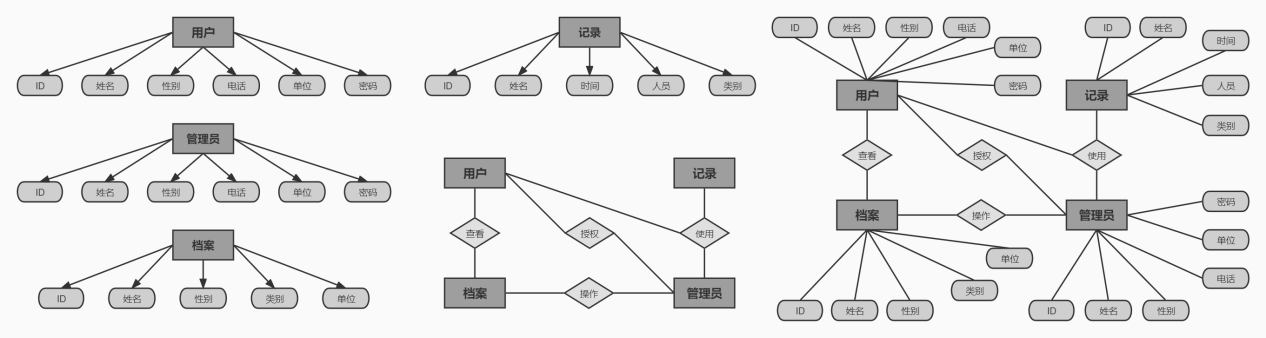 用户
ID 姓名 性别 电话 单位 密码
管理员
ID 姓名 性别 电话 单位 密码
档案
ID 姓名 性别 类别 单位
记录
ID 姓名 时间 人员 类别
用户 记录
查看 授权 使用
档案 操作 管理员
ID 姓名 性别 电话 ID 姓名
单位 时间
密码 人员
用户 记录
类别
查看 授权 使用
密码
档案 操作 管理员
单位
单位 电话
类别
ID 姓名 性别 ID 姓名 性别